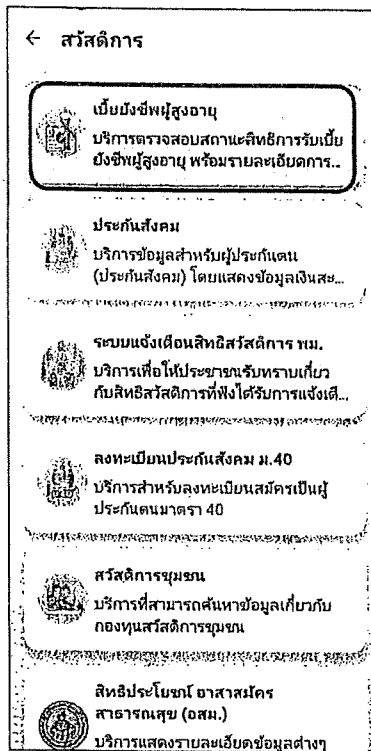 ← สวัสดิการ
เบี้ยยังชีพผู้สูงอายุ
บริการตรวจสอบสถานะสิทธิการรับเบี้ย
ยังชีพผู้สูงอายุ พร้อมรายละเอียดการ...
ประกันสังคม
บริการข้อมูลสำหรับผู้ประกันตน
(ประกันสังคม) โดยแสดงข้อมูลเงินสะ...
ระบบแจ้งเตือนสิทธิสวัสดิการ พม.
บริการเพื่อให้ประชาชนรับทราบเกี่ยว
กับสิทธิสวัสดิการที่พึงได้รับการแจ้งเตื...
ลงทะเบียนประกันสังคม ม.40
บริการสำหรับลงทะเบียนสมัครเป็นผู้
ประกันตนมาตรา 40
สวัสดิการชุมชน
บริการที่สามารถค้นหาข้อมูลเกี่ยวกับ
กองทุนสวัสดิการชุมชน
สิทธิประโยชน์ อาสาสมัคร
สาธารณสุข (อสม.)
บริการแสดงรายละเอียดข้อมูลต่างๆ